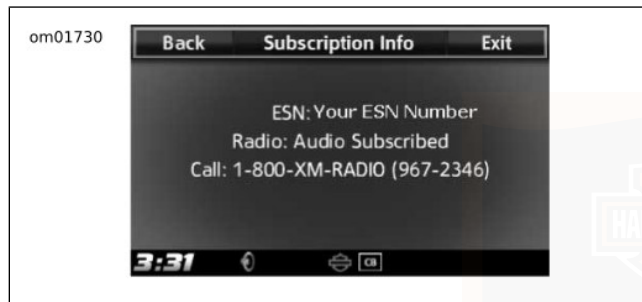 om01730
Back Subscription Info Exit
ESN: Your ESN Number
Radio: Audio Subscribed
Call: 1-800-XM-RADIO (967-2346)
3:31 CB